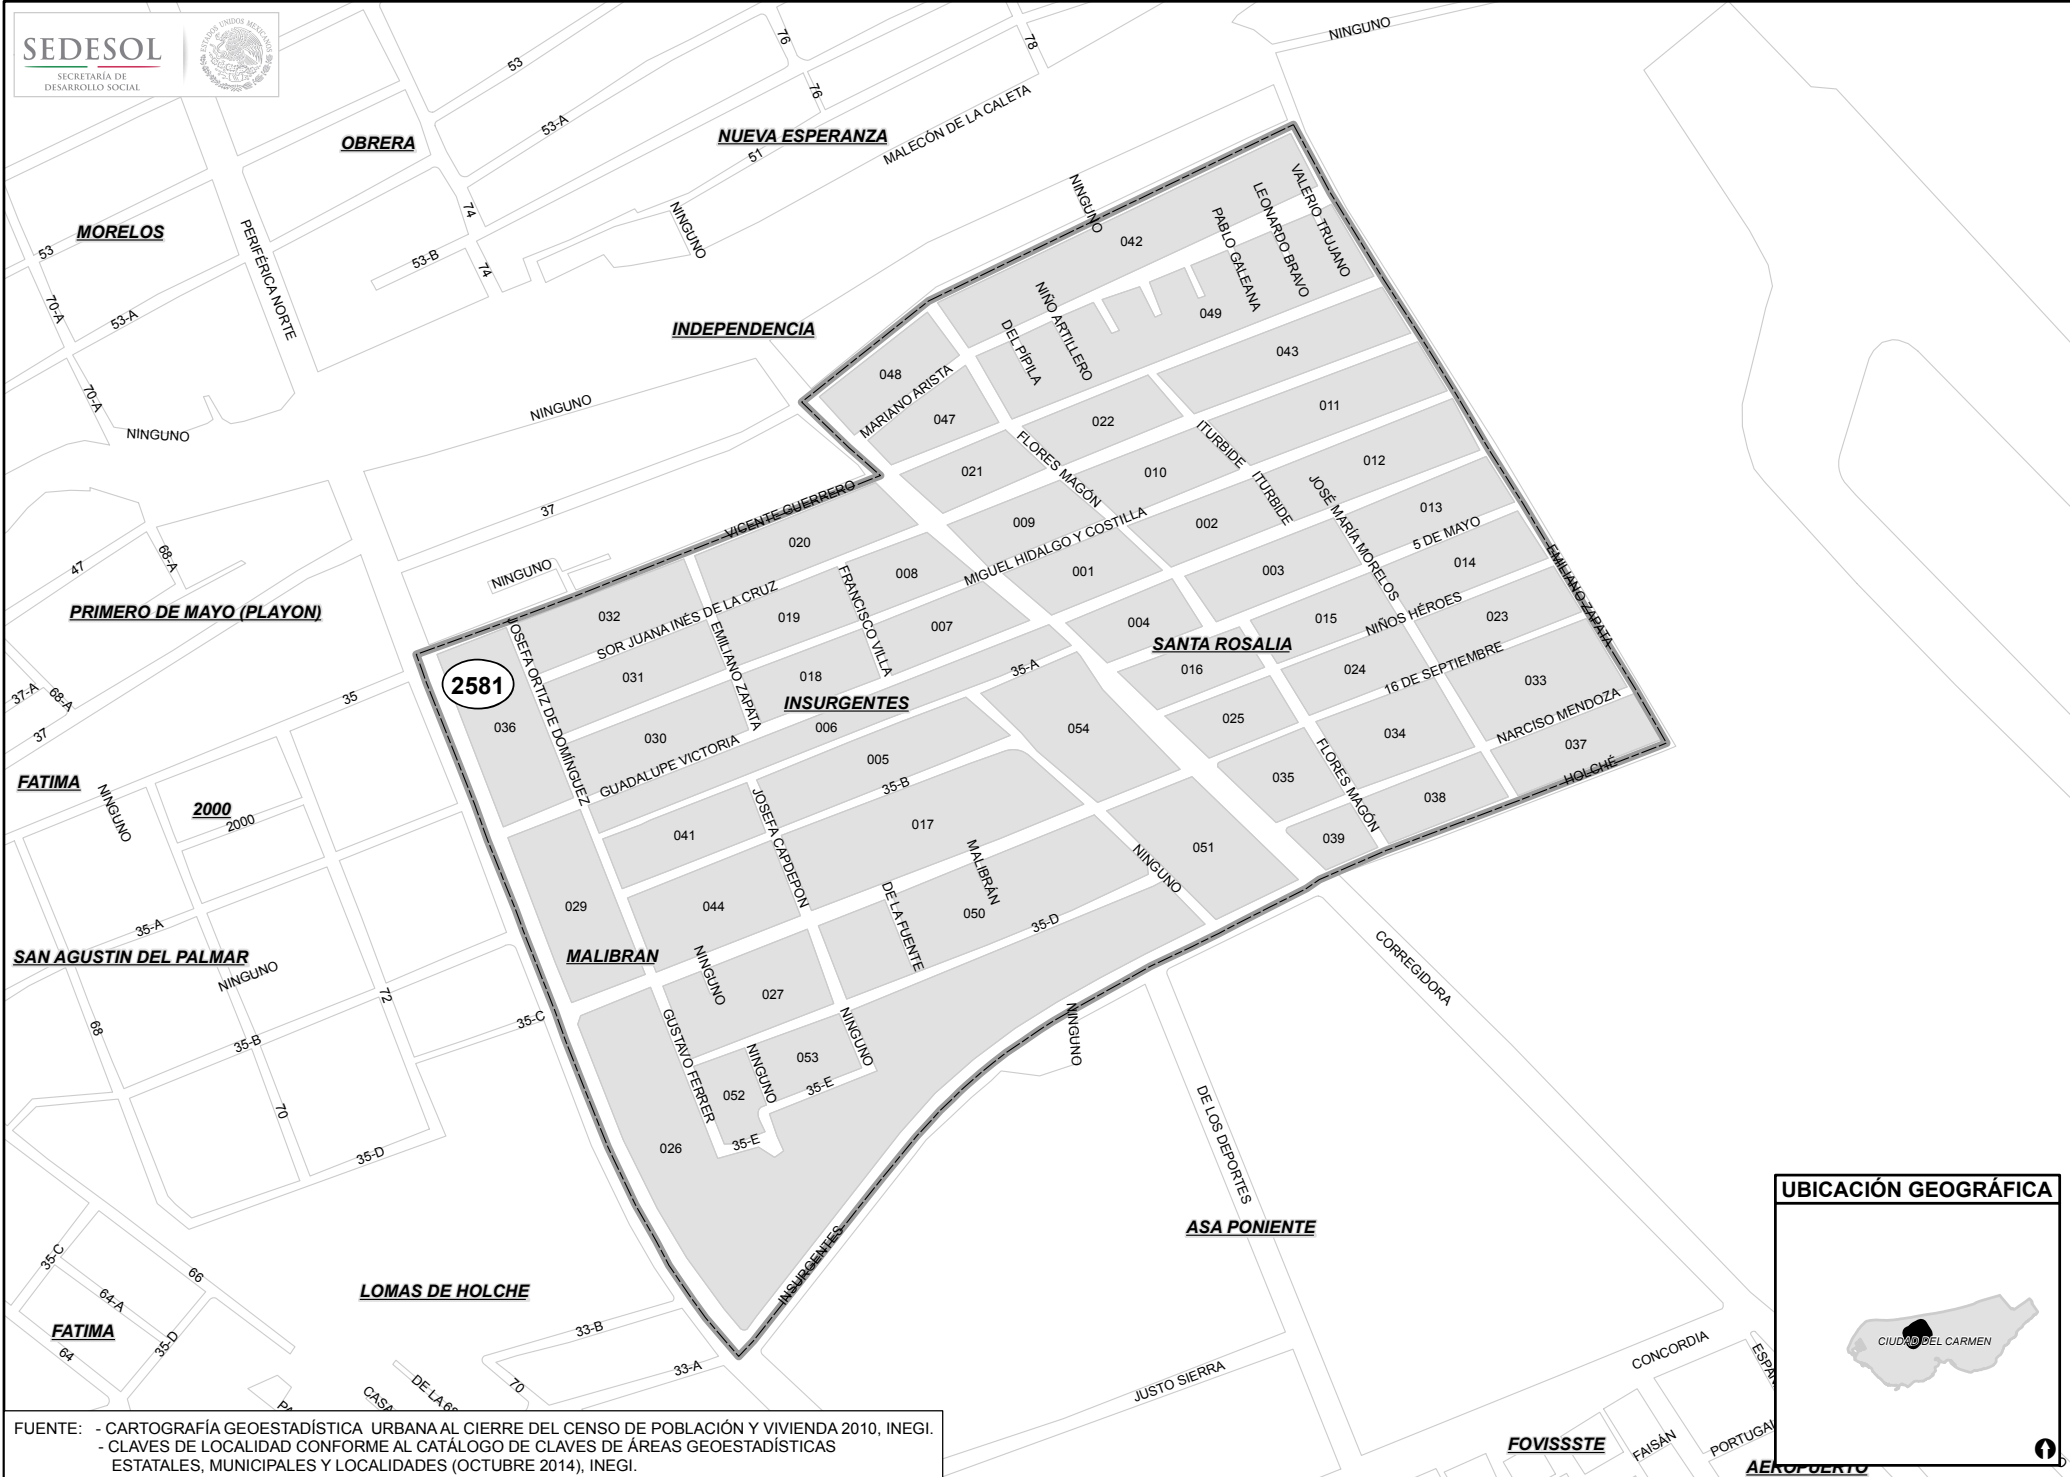 SEDESOL
SECRETARÍA DE
DESARROLLO SOCIAL
ESTADOS UNIDOS MEXICANOS
NINGUNO
76
78
53
76
53-A
MALECÓN DE LA CALETA
OBRERA
NUEVA ESPERANZA
51
74
NINGUNO
NINGUNO
VALERIO TRUJANO
LEONARDO BRAVO
PABLO GALEANA
MORELOS
PERIFÉRICA NORTE
53
53-B
74
042
70-A
53-A
NIÑO ARTILLERO
DEL PÍPILA
049
INDEPENDENCIA
043
048
MARIANO ARISTA
70-A
NINGUNO
NINGUNO
047
022
011
FLORES MAGÓN
ITURBIDE
021
010
012
ITURBIDE
JOSÉ MARÍA MORELOS
VICENTE GUERRERO
37
009
002
013
MIGUEL HIDALGO Y COSTILLA
5 DE MAYO
020
47
68-A
NINGUNO
008
001
003
014
EMILIANO ZAPATA
FRANCISCO VILLA
SOR JUANA INÉS DE LA CRUZ
PRIMERO DE MAYO (PLAYON)
032
019
007
004
015
NIÑOS HÉROES
023
SANTA ROSALIA
JOSEFA ORTIZ DE DOMÍNGUEZ
EMILIANO ZAPATA
35-A
016
024
16 DE SEPTIEMBRE
033
2581
031
018
INSURGENTES
37-A
68-A
35
37
036
030
006
054
025
034
NARCISO MENDOZA
037
GUADALUPE VICTORIA
005
FLORES MAGÓN
HOLCHÉ
FATIMA
NINGUNO
2000
2000
35-B
035
038
JOSEFA CAPDEPON
041
017
039
MALIBRÁN
NINGUNO
051
029
044
DE LA FUENTE
050
35-D
35-A
SAN AGUSTIN DEL PALMAR
NINGUNO
MALIBRAN
NINGUNO
CORREGIDORA
72
027
68
35-C
35-B
GUSTAVO FERRER
NINGUNO
NINGUNO
NINGUNO
053
35-E
052
70
35-D
35-E
026
DE LOS DEPORTES
UBICACIÓN GEOGRÁFICA
ASA PONIENTE
INSURGENTES
35-C
66
64-A
LOMAS DE HOLCHE
FATIMA
35-D
64
33-B
33-A
CIUDAD DEL CARMEN
CONCORDIA
JUSTO SIERRA
70
FOVISSSTE
FAISÁN
AEROPUERTO
FUENTE: - CARTOGRAFÍA GEOESTADÍSTICA URBANA AL CIERRE DEL CENSO DE POBLACIÓN Y VIVIENDA 2010, INEGI.
- CLAVES DE LOCALIDAD CONFORME AL CATÁLOGO DE CLAVES DE ÁREAS GEOESTADÍSTICAS
ESTATALES, MUNICIPALES Y LOCALIDADES (OCTUBRE 2014), INEGI.